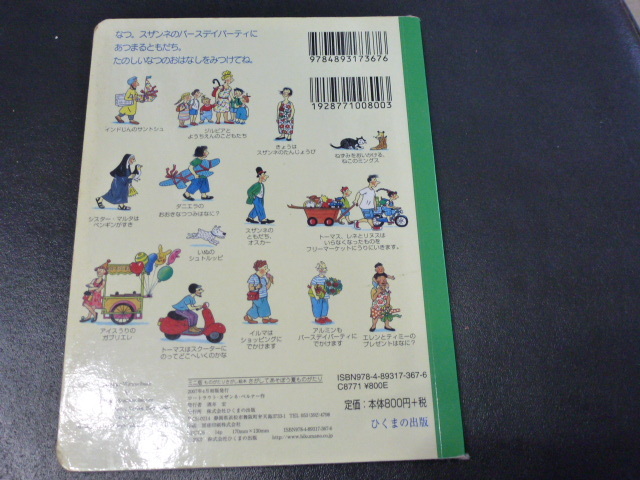 なつ。スザンネのバースデイパーティに
あつまるともだち。
たのしいなつのおはなしをみつけてね。
9784893173676
1928771008003
インドじんのサントシュ
ジルビアと
ようちえんのこどもたち
きょうは
スザンネのたんじょうび
ねずみをおいかける、
ねこのミングス
シスター・マルタは
ペンギンがすき
ダニエラの
おおきなつつみはなに?
いぬの
シュトルッピ
スザンネの
ともだち、
オスカー
トーマス、レネとリヌスは
いらなくなったものを
フリーマーケットにうりにいきます。
アイスうりの
ガブリエレ
トーマスはスクーターに
のってどこへいくのかな
イルマは
ショッピングに
でかけます
アルミンも
バースデイパーティに
でかけます
エレンとティミーの
プレゼントはなに?
ISBN978-4-89317-367-6
C8771 ¥800E
定価:本体800円+税
ひくまの出版